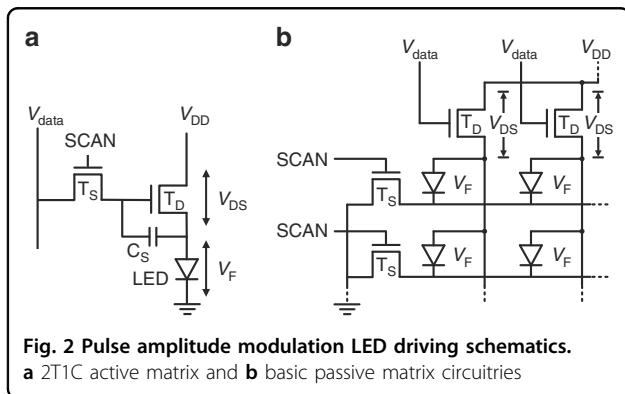 a
V_data
SCAN
T_S
V_DD
T_D
V_DS
C_S
LED
V_F
b
V_data V_data V_DD
T_D V_DS T_D V_DS
SCAN
T_S V_F V_F
SCAN
T_S V_F V_F
Fig. 2 Pulse amplitude modulation LED driving schematics.
a 2T1C active matrix and b basic passive matrix circuitries